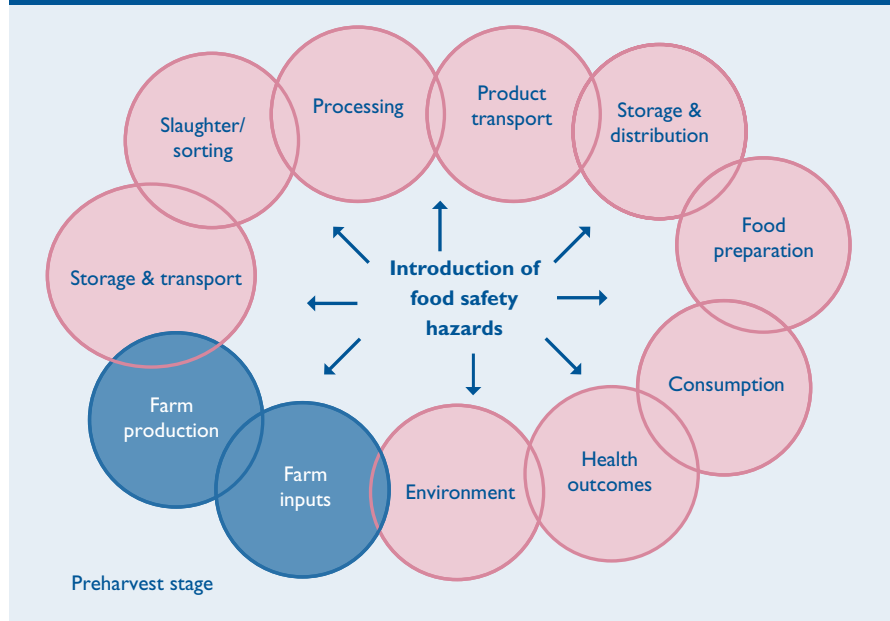 Processing
Product
transport
Storage &
distribution
Slaughter/
sorting
Food
preparation
Storage & transport
Introduction of
food safety
hazards
Consumption
Farm
production
Farm
inputs
Environment
Health
outcomes
Preharvest stage